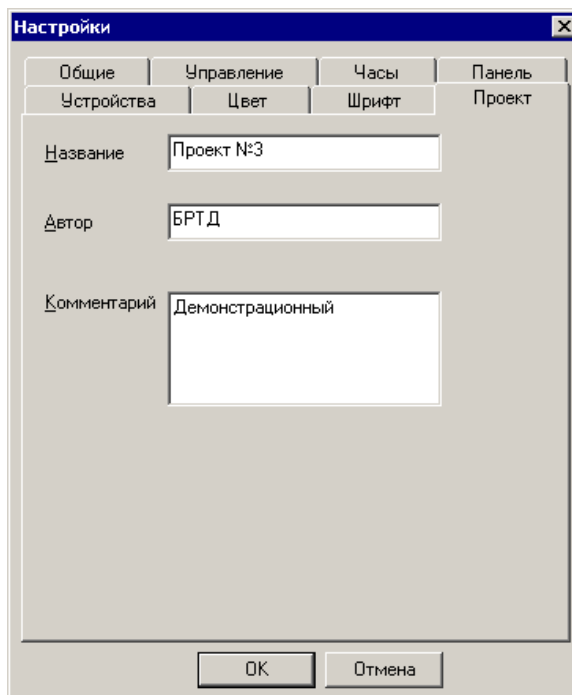 Настройки
Общие Управление Часы Панель
Устройства Цвет Шрифт Проект
Название Проект №3
Автор БРТД
Комментарий Демонстрационный
OK Отмена